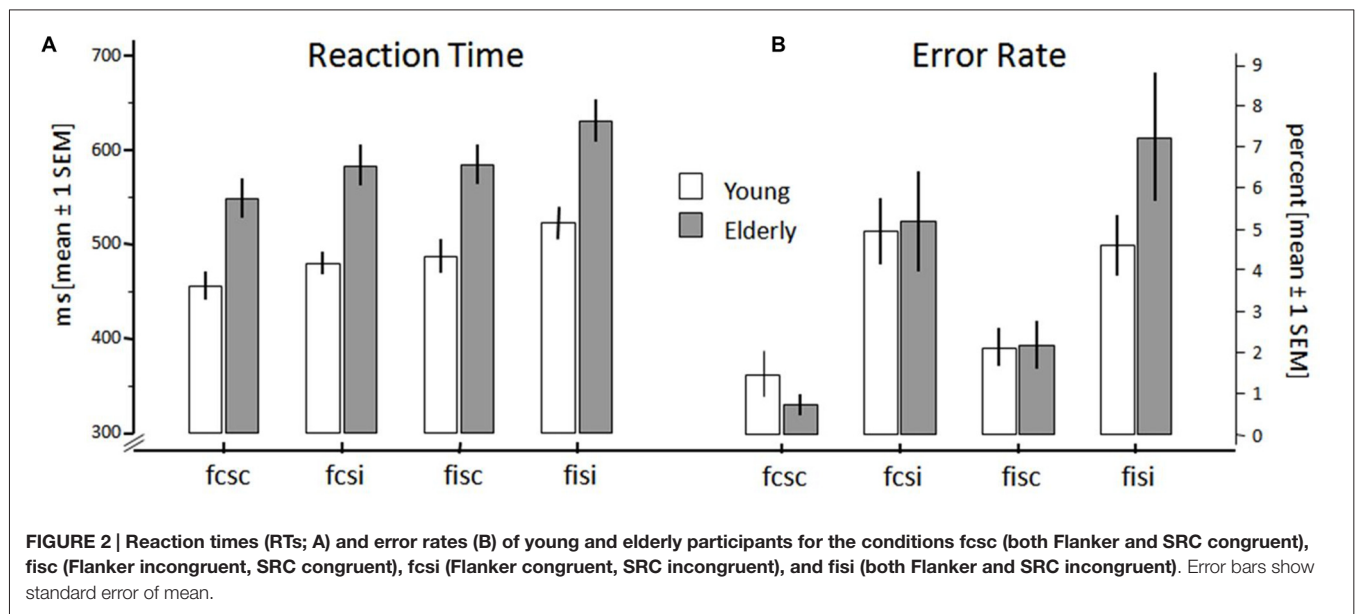 A
Reaction Time
700
600
500
400
300
ms [mean ± 1 SEM]
fcsc fcsi fisc fisi
Young
Elderly
B
Error Rate
9
8
7
6
5
4
3
2
1
0
percent [mean ± 1 SEM]
fcsc fcsi fisc fisi
FIGURE 2 | Reaction times (RTs; A) and error rates (B) of young and elderly participants for the conditions fcsc (both Flanker and SRC congruent),
fisc (Flanker incongruent, SRC congruent), fcsi (Flanker congruent, SRC incongruent), and fisi (both Flanker and SRC incongruent). Error bars show
standard error of mean.